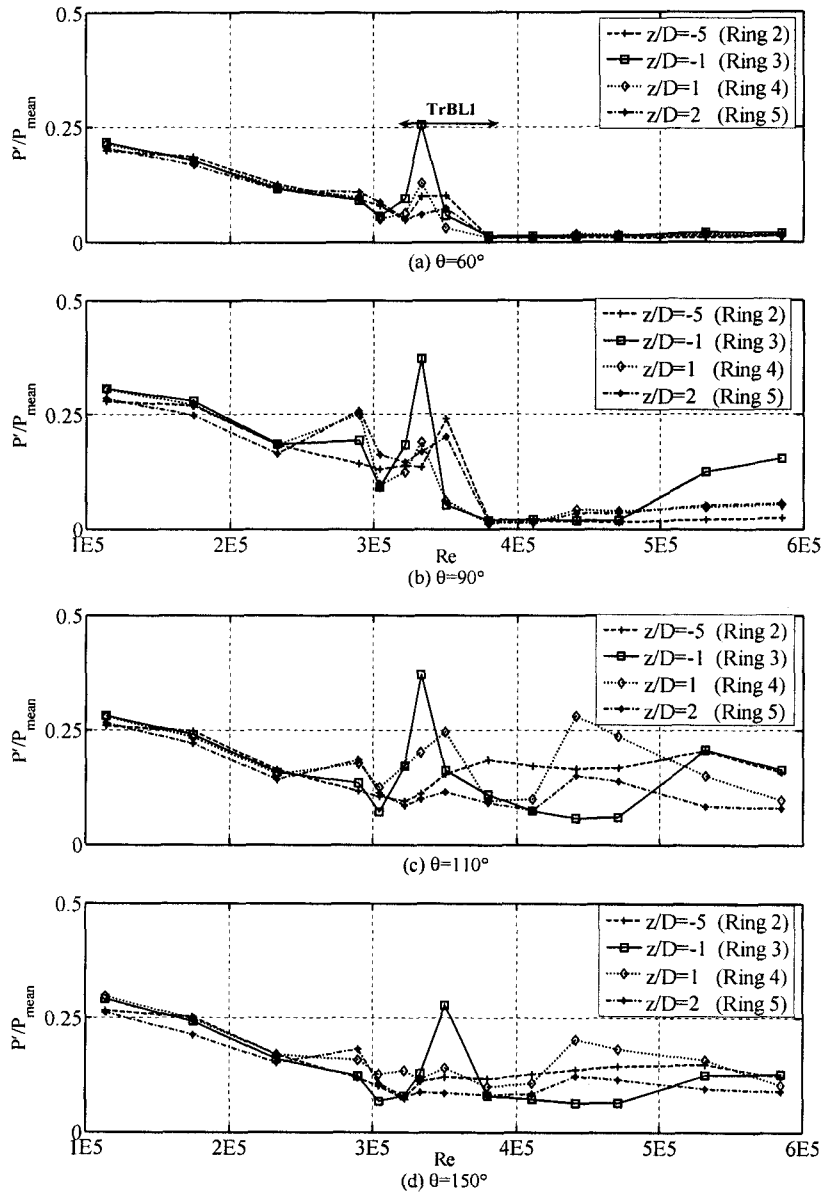 0.5
0.25
0
P'/P_mean
z/D=-5 (Ring 2)
z/D=-1 (Ring 3)
z/D=1 (Ring 4)
z/D=2 (Ring 5)
TrBL1
(a) θ=60°
0.5
0.25
0
P'/P_mean
z/D=-5 (Ring 2)
z/D=-1 (Ring 3)
z/D=1 (Ring 4)
z/D=2 (Ring 5)
1E5 2E5 3E5 4E5 5E5 6E5
Re
(b) θ=90°
0.5
0.25
0
P'/P_mean
z/D=-5 (Ring 2)
z/D=-1 (Ring 3)
z/D=1 (Ring 4)
z/D=2 (Ring 5)
(c) θ=110°
0.5
0.25
0
P'/P_mean
z/D=-5 (Ring 2)
z/D=-1 (Ring 3)
z/D=1 (Ring 4)
z/D=2 (Ring 5)
1E5 2E5 3E5 4E5 5E5 6E5
Re
(d) θ=150°